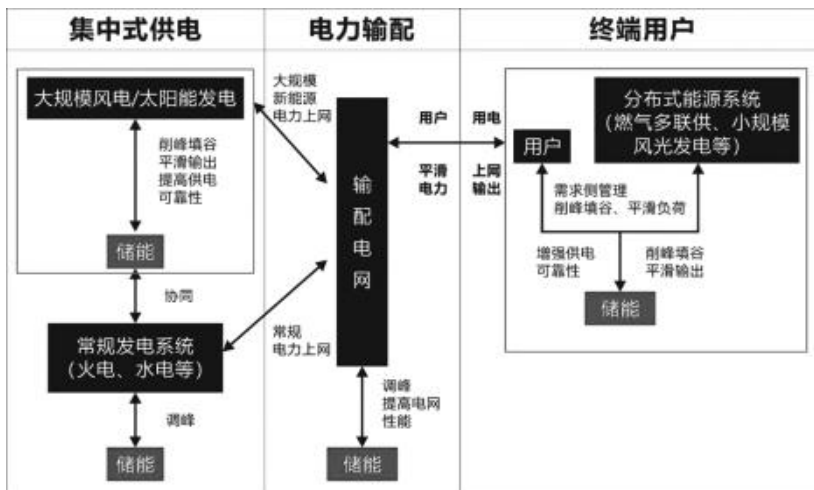 集中式供电
电力输配
终端用户
大规模风电/太阳能发电
削峰填谷
平滑输出
提高供电
可靠性
储能
协同
常规发电系统
(火电、水电等)
调峰
储能
大规模
新能源
电力上网
常规
电力上网
输配电网
调峰
提高电网
性能
储能
用户
用电
平滑
电力
上网
输出
用户
分布式能源系统
(燃气多联供、小规模
风光发电等)
需求侧管理
削峰填谷、平滑负荷
增强供电
可靠性
削峰填谷
平滑输出
储能